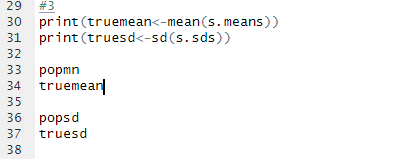 29 #3
30 print(truemean<-mean(s.means))
31 print(truesd<-sd(s.sds))
32
33 popmn
34 truemean
35
36 popsd
37 truesd
38